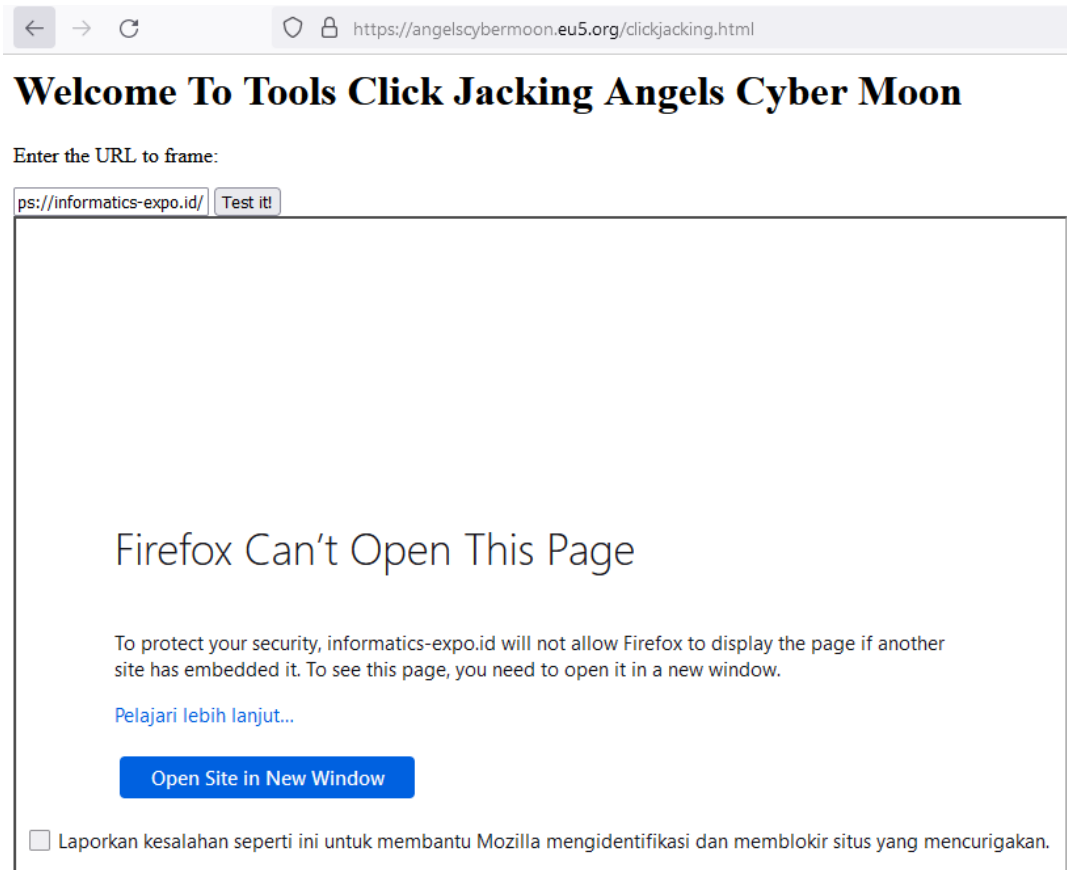 https://angelscybermoon.eu5.org/clickjacking.html
Welcome To Tools Click Jacking Angels Cyber Moon
Enter the URL to frame:
ps://informatics-expo.id/ Test it!
Firefox Can’t Open This Page
To protect your security, informatics-expo.id will not allow Firefox to display the page if another
site has embedded it. To see this page, you need to open it in a new window.
Pelajari lebih lanjut...
Open Site in New Window
Laporkan kesalahan seperti ini untuk membantu Mozilla mengidentifikasi dan memblokir situs yang mencurigakan.